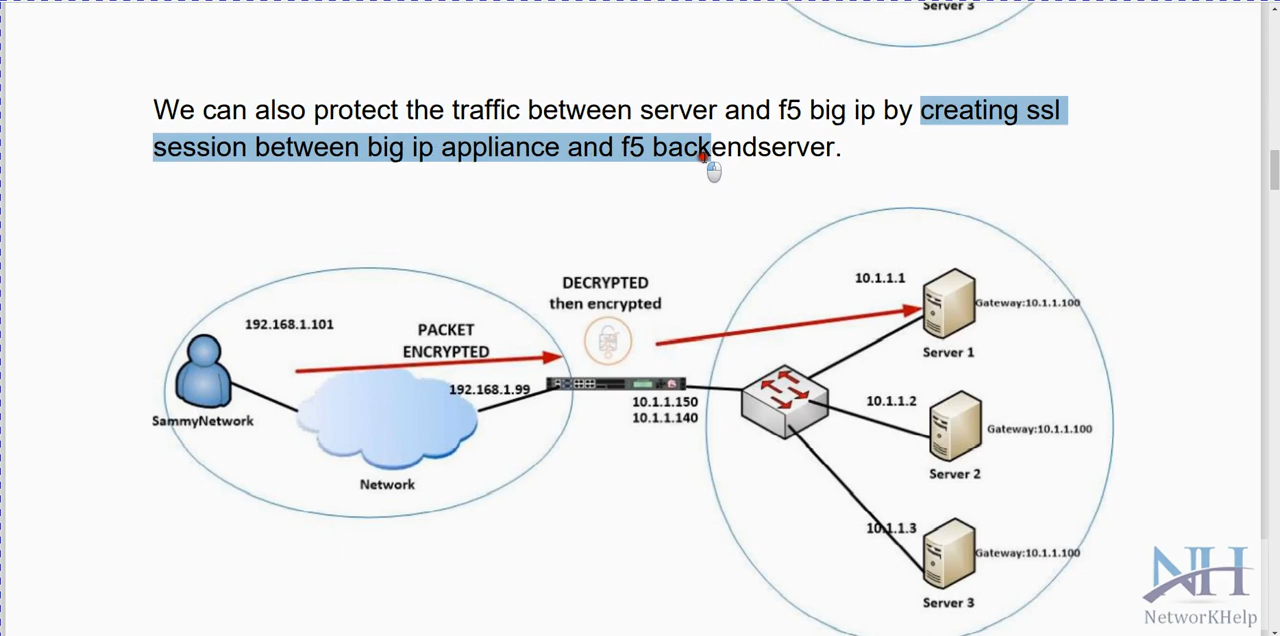 Server 3
We can also protect the traffic between server and f5 big ip by creating ssl
session between big ip appliance and f5 backendserver.
DECRYPTED
then encrypted
10.1.1.1
Gateway:10.1.1.100
192.168.1.101
PACKET
ENCRYPTED
Server 1
192.168.1.99
10.1.1.150
10.1.1.140
10.1.1.2
SammyNetwork
Gateway:10.1.1.100
Server 2
Network
10.1.1.3
Gateway:10.1.1.100
Server 3
NH
NetworKHelp